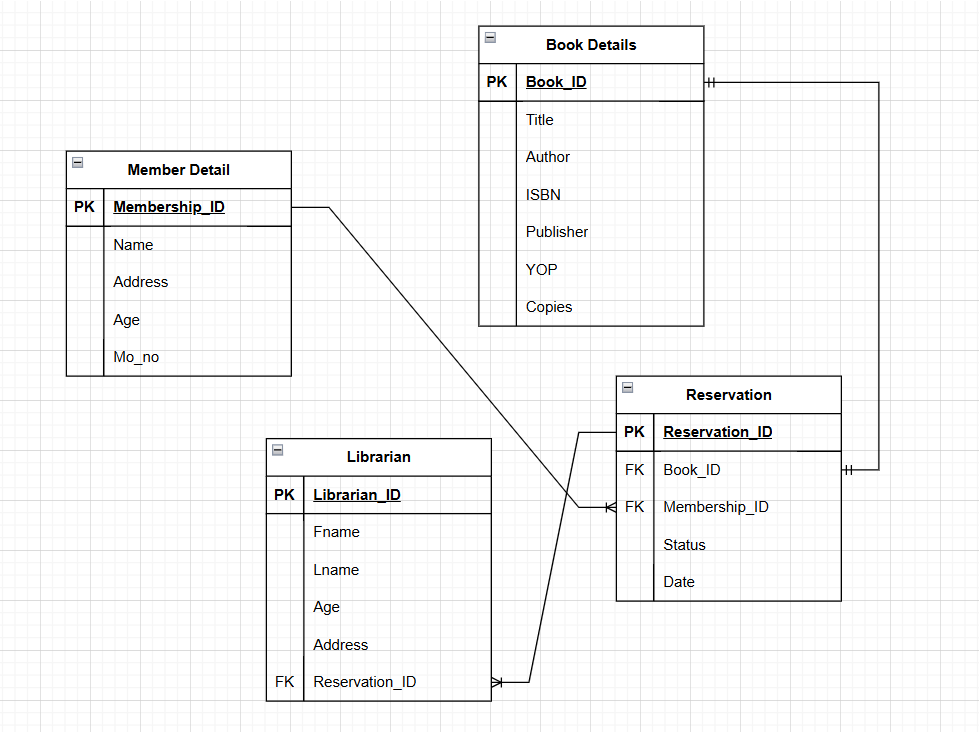 Book Details
PK Book_ID
Title
Author
ISBN
Publisher
YOP
Copies
Member Detail
PK Membership_ID
Name
Address
Age
Mo_no
Reservation
PK Reservation_ID
FK Book_ID
FK Membership_ID
Status
Date
Librarian
PK Librarian_ID
Fname
Lname
Age
Address
FK Reservation_ID